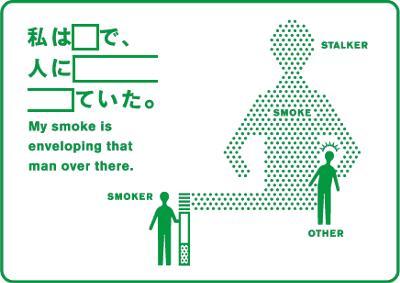 私は□で、
人に
ていた。
My smoke is
enveloping that
man over there.
STALKER
SMOKE
SMOKER
OTHER